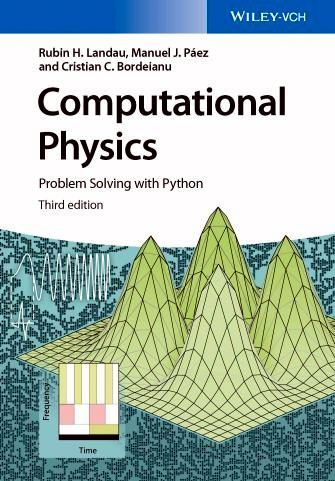 WILEY-VCH
Rubin H. Landau, Manuel J. Páez
and Cristian C. Bordeianu
Computational
Physics
Problem Solving with Python
Third edition
Frequency
Time